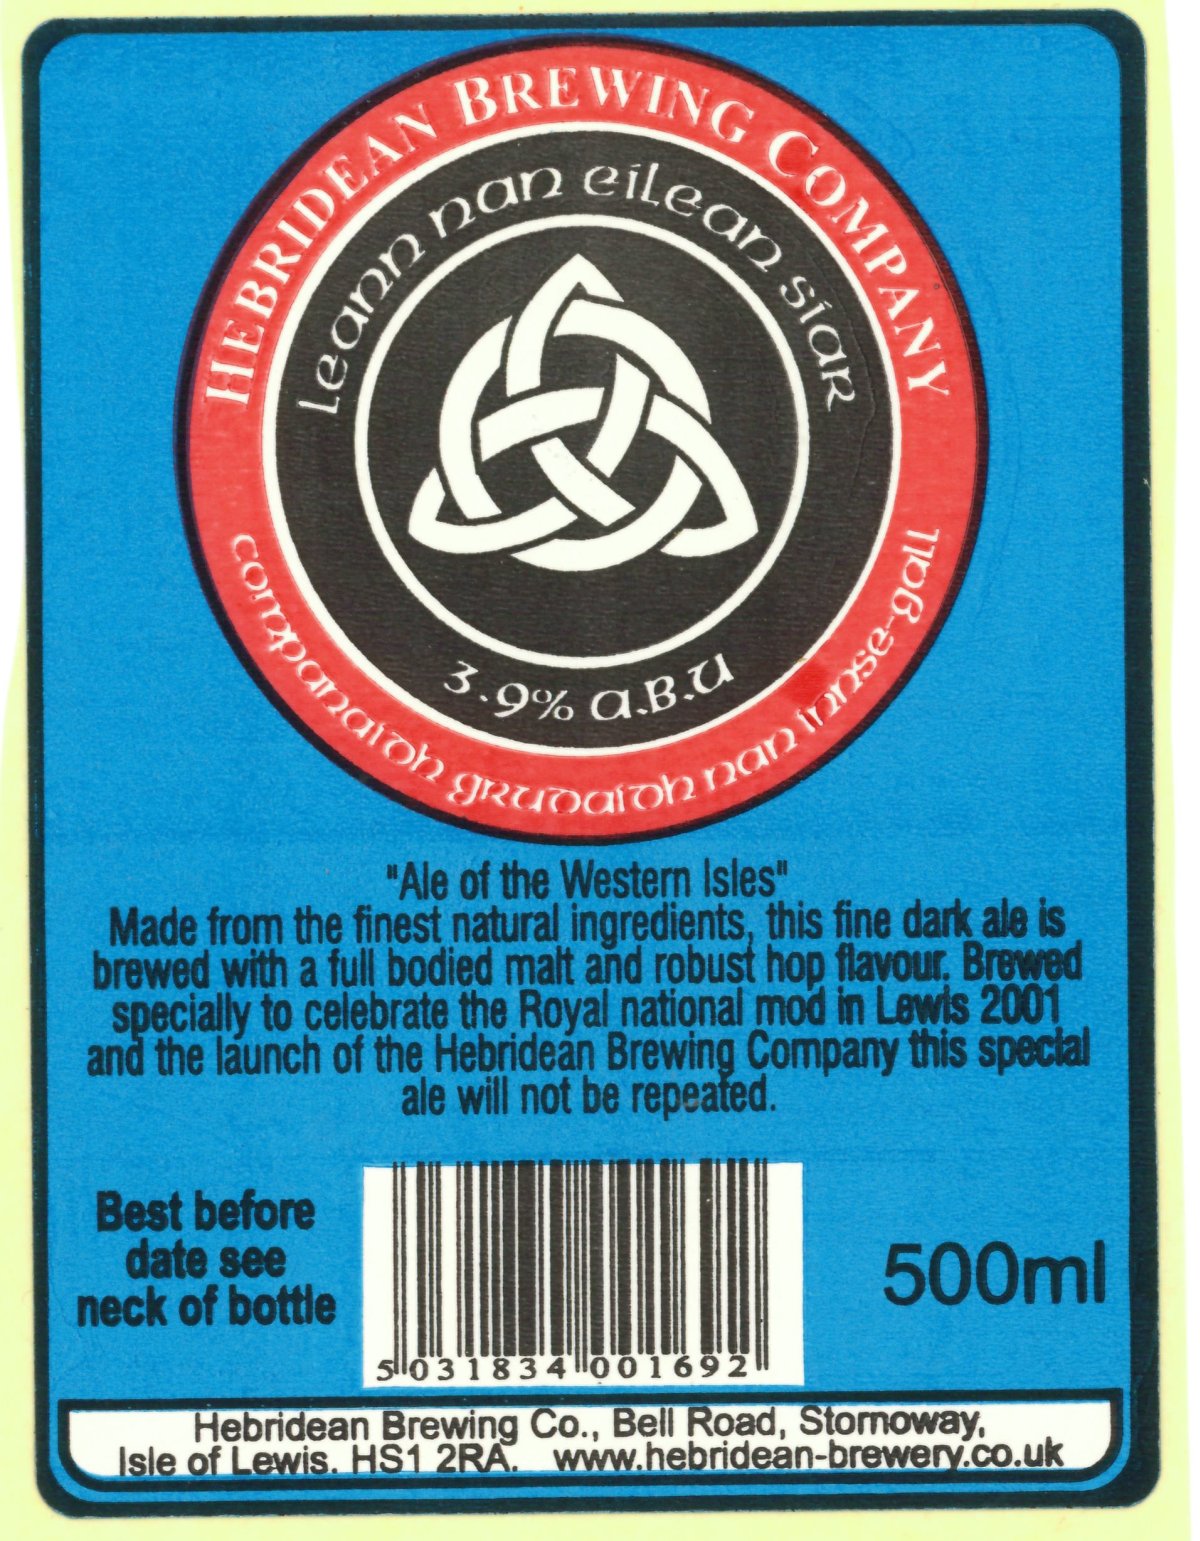 HEBRIDEAN BREWING COMPANY
Leann nan eilean siar
3.9% A.B.V
companaidh grudaidh nan innse-gall
"Ale of the Western Isles"
Made from the finest natural ingredients, this fine dark ale is
brewed with a full bodied malt and robust hop flavour. Brewed
specially to celebrate the Royal national mod in Lewis 2001
and the launch of the Hebridean Brewing Company this special
ale will not be repeated.
Best before
date see
neck of bottle
5 031834 001692
500ml
Hebridean Brewing Co., Bell Road, Stornoway,
Isle of Lewis. HS1 2RA. www.hebridean-brewery.co.uk